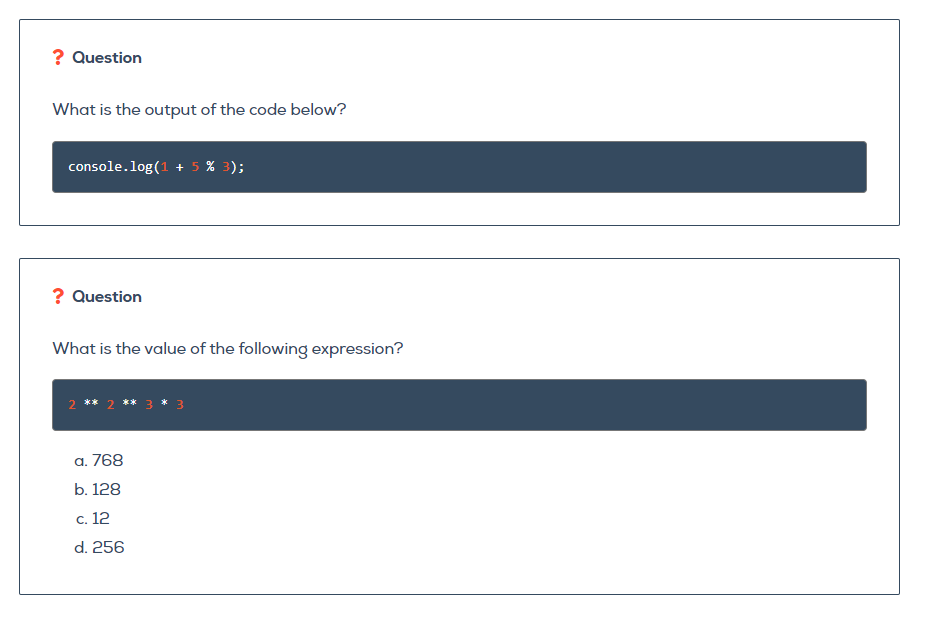 ? Question
What is the output of the code below?
console.log(1 + 5 % 3);
? Question
What is the value of the following expression?
2 ** 2 ** 3 * 3
a. 768
b. 128
c. 12
d. 256